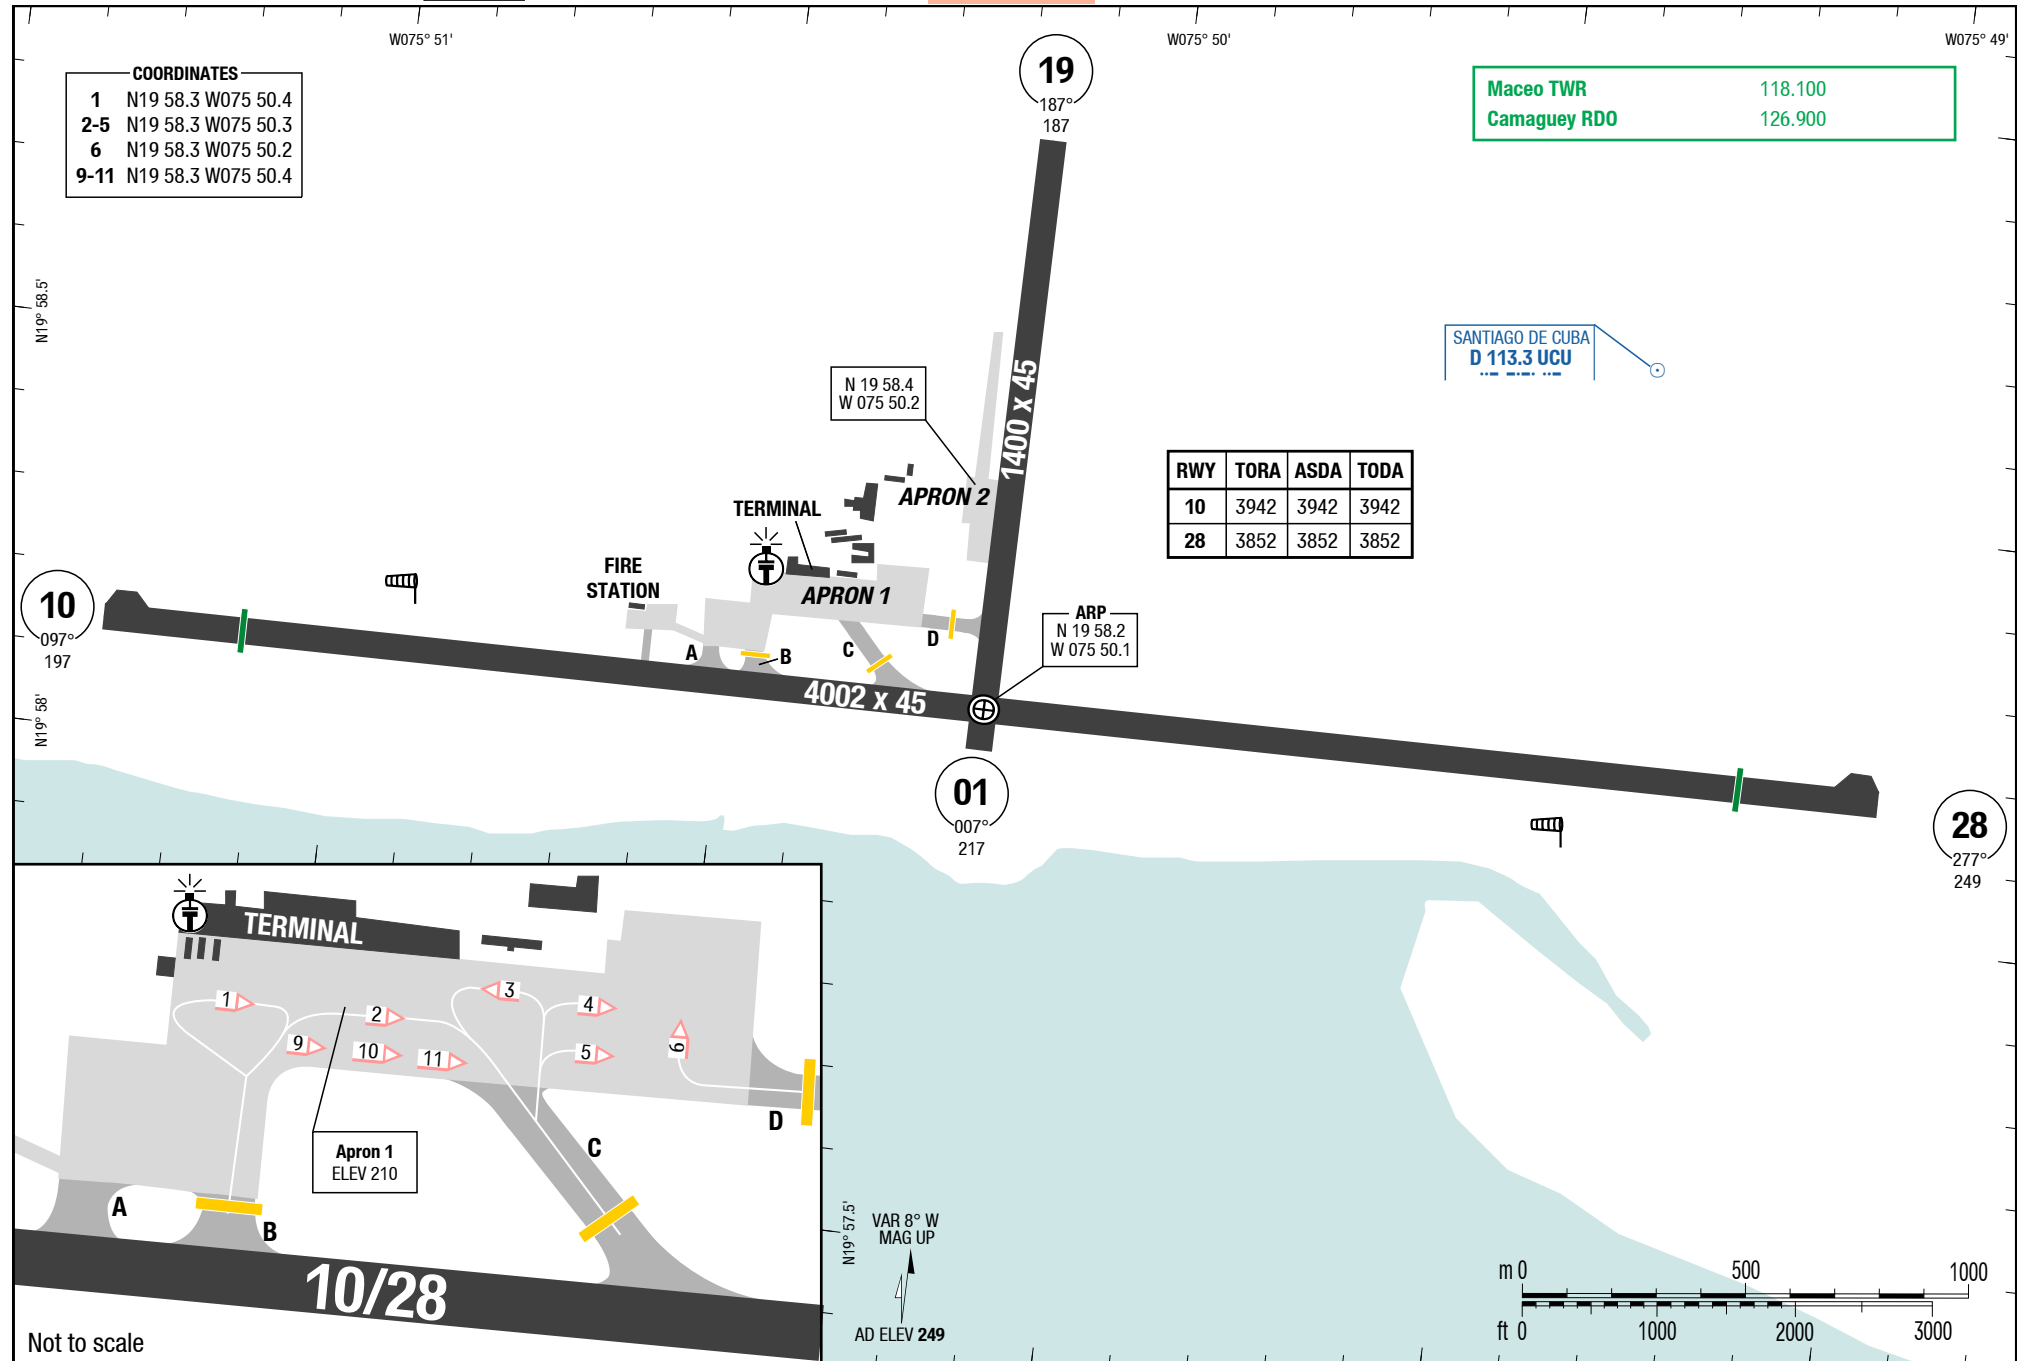 W075° 51'
W075° 50'
W075° 49'
COORDINATES
1 N19 58.3 W075 50.4
2-5 N19 58.3 W075 50.3
6 N19 58.3 W075 50.2
9-11 N19 58.3 W075 50.4
19
187°
187
Maceo TWR 118.100
Camaguey RDO 126.900
N19° 58.5'
SANTIAGO DE CUBA
D 113.3 UCU
N 19 58.4
W 075 50.2
1400 x 45
APRON 2
TERMINAL
RWY TORA ASDA TODA
10 3942 3942 3942
28 3852 3852 3852
FIRE
STATION
APRON 1
10
097°
197
ARP
N 19 58.2
W 075 50.1
A
B
C
D
4002 x 45
N19° 58'
01
007°
217
28
277°
249
TERMINAL
1
2
3
4
5
6
9
10
11
Apron 1
ELEV 210
A
B
C
D
10/28
Not to scale
N19° 57.5'
VAR 8° W
MAG UP
AD ELEV 249
m 0 500 1000
ft 0 1000 2000 3000